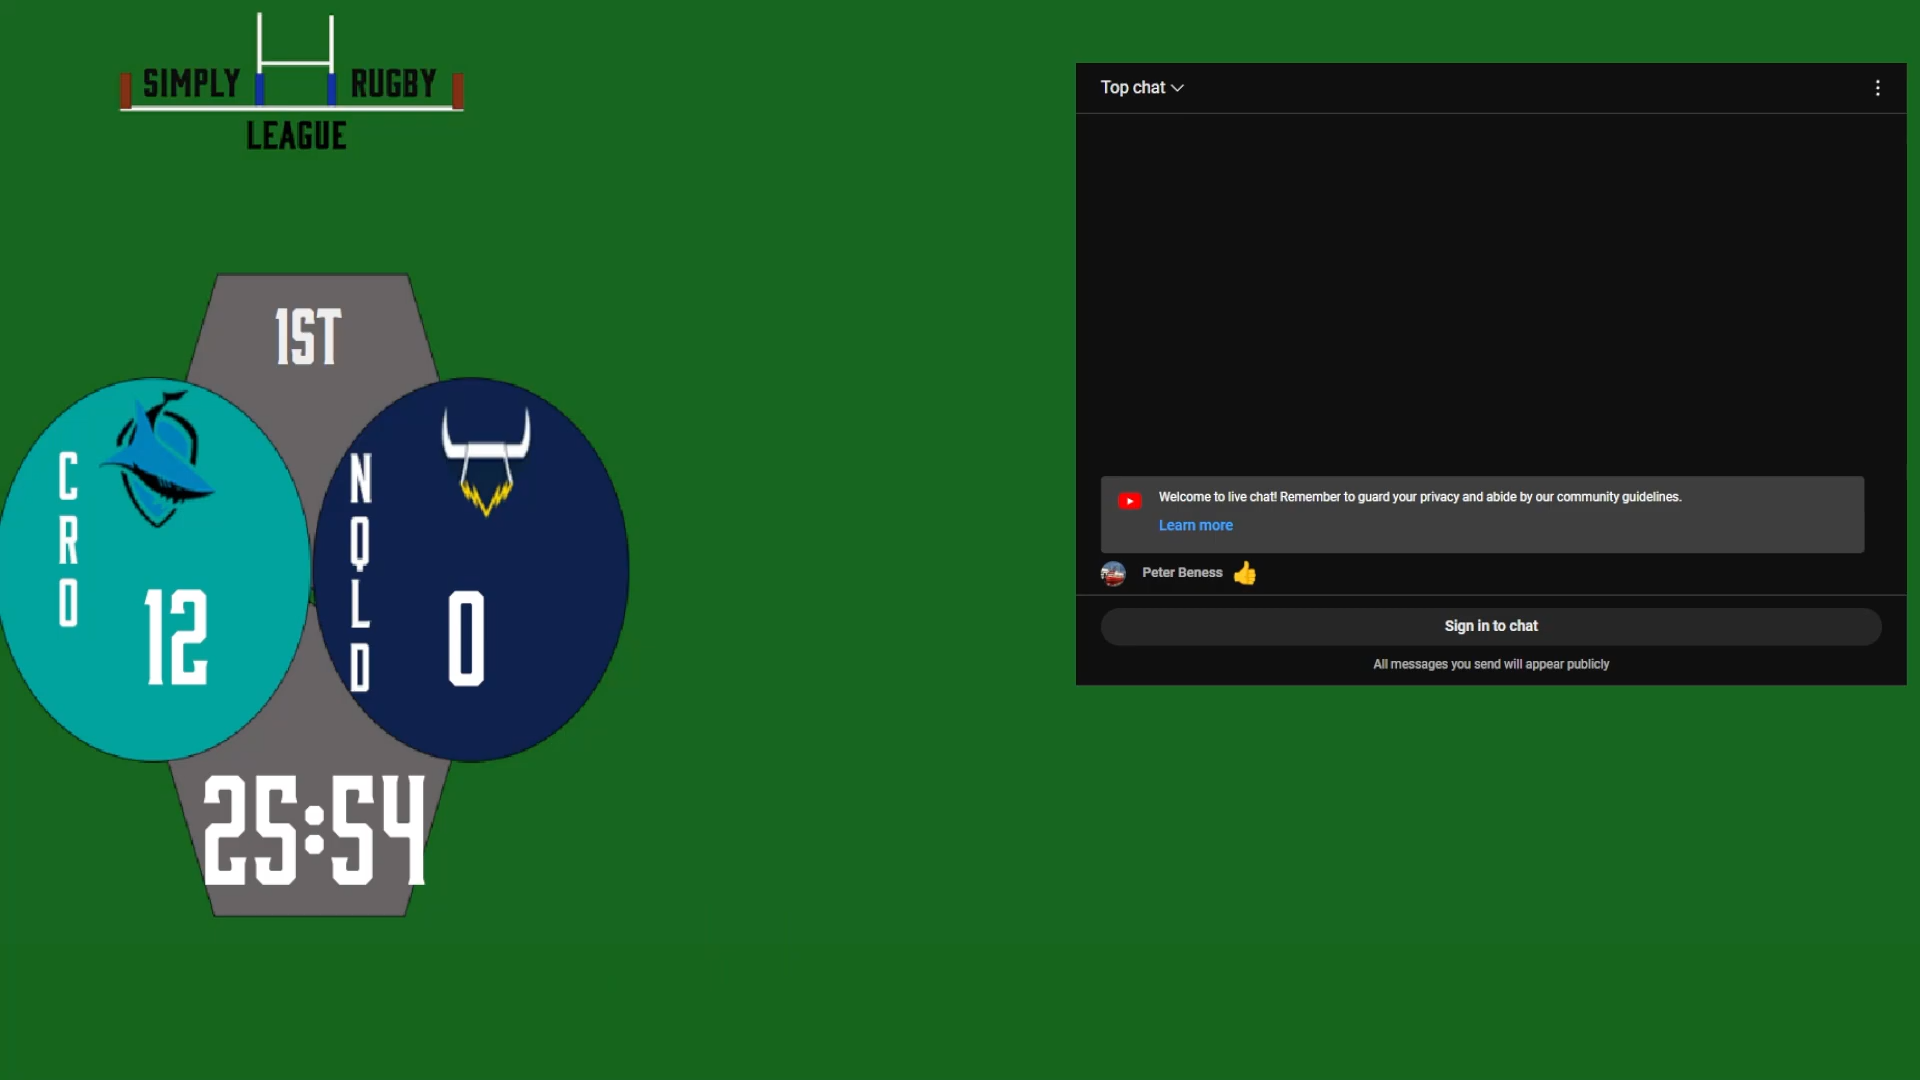 SIMPLY RUGBY
LEAGUE
1ST
CRO
12
NQLD
0
25:54
Top chat
Welcome to live chat! Remember to guard your privacy and abide by our community guidelines.
Learn more
Peter Beness 👍
Sign in to chat
All messages you send will appear publicly